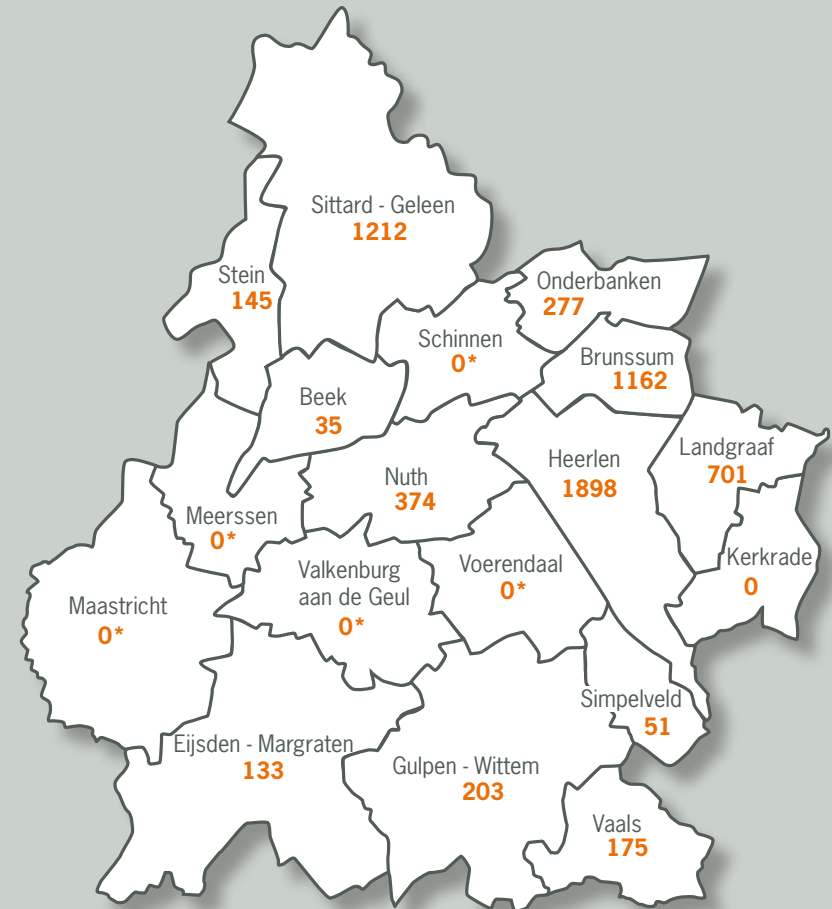 Sittard - Geleen
1212
Stein
145
Onderbanken
277
Schinnen
0*
Brunssum
1162
Beek
35
Landgraaf
701
Heerlen
1898
Nuth
374
Meerssen
0*
Kerkrade
0
Valkenburg
aan de Geul
0*
Voerendaal
0*
Maastricht
0*
Simpelveld
51
Eijsden - Margraten
133
Gulpen - Wittem
203
Vaals
175